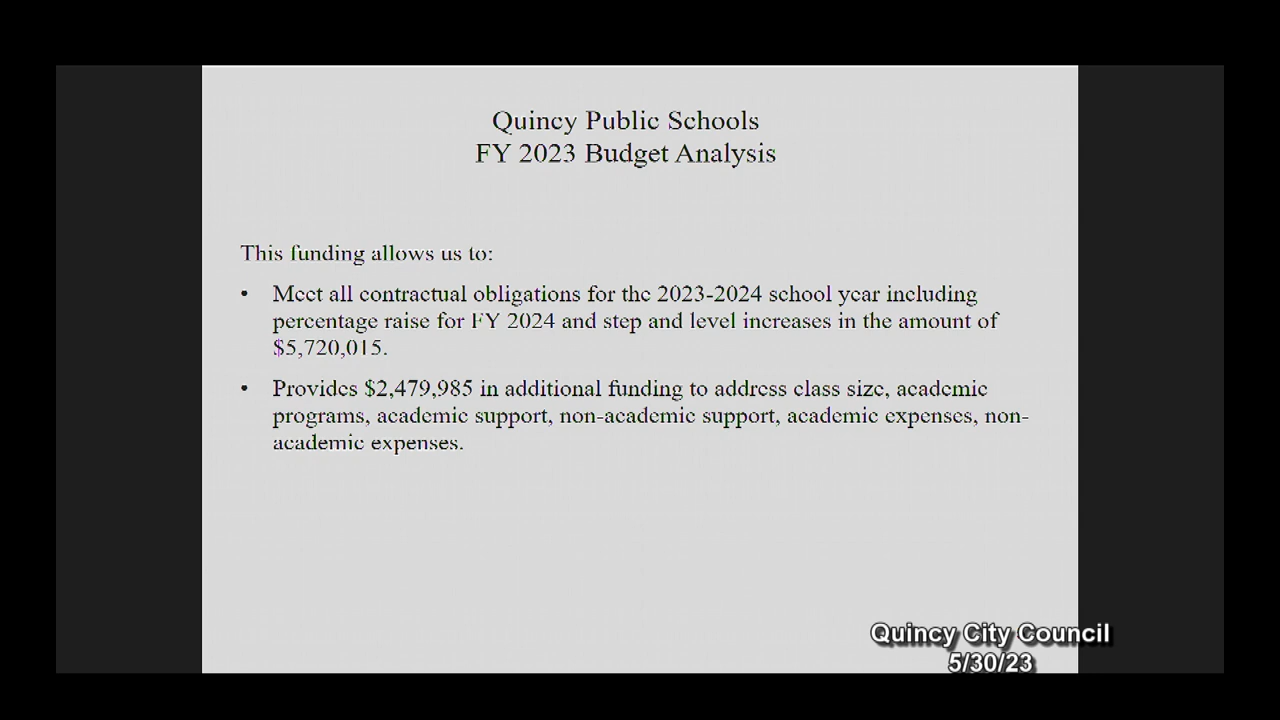 Quincy Public Schools
FY 2023 Budget Analysis
This funding allows us to:
• Meet all contractual obligations for the 2023-2024 school year including
percentage raise for FY 2024 and step and level increases in the amount of
$5,720,015.
• Provides $2,479,985 in additional funding to address class size, academic
programs, academic support, non-academic support, academic expenses, non-
academic expenses.
Quincy City Council
5/30/23